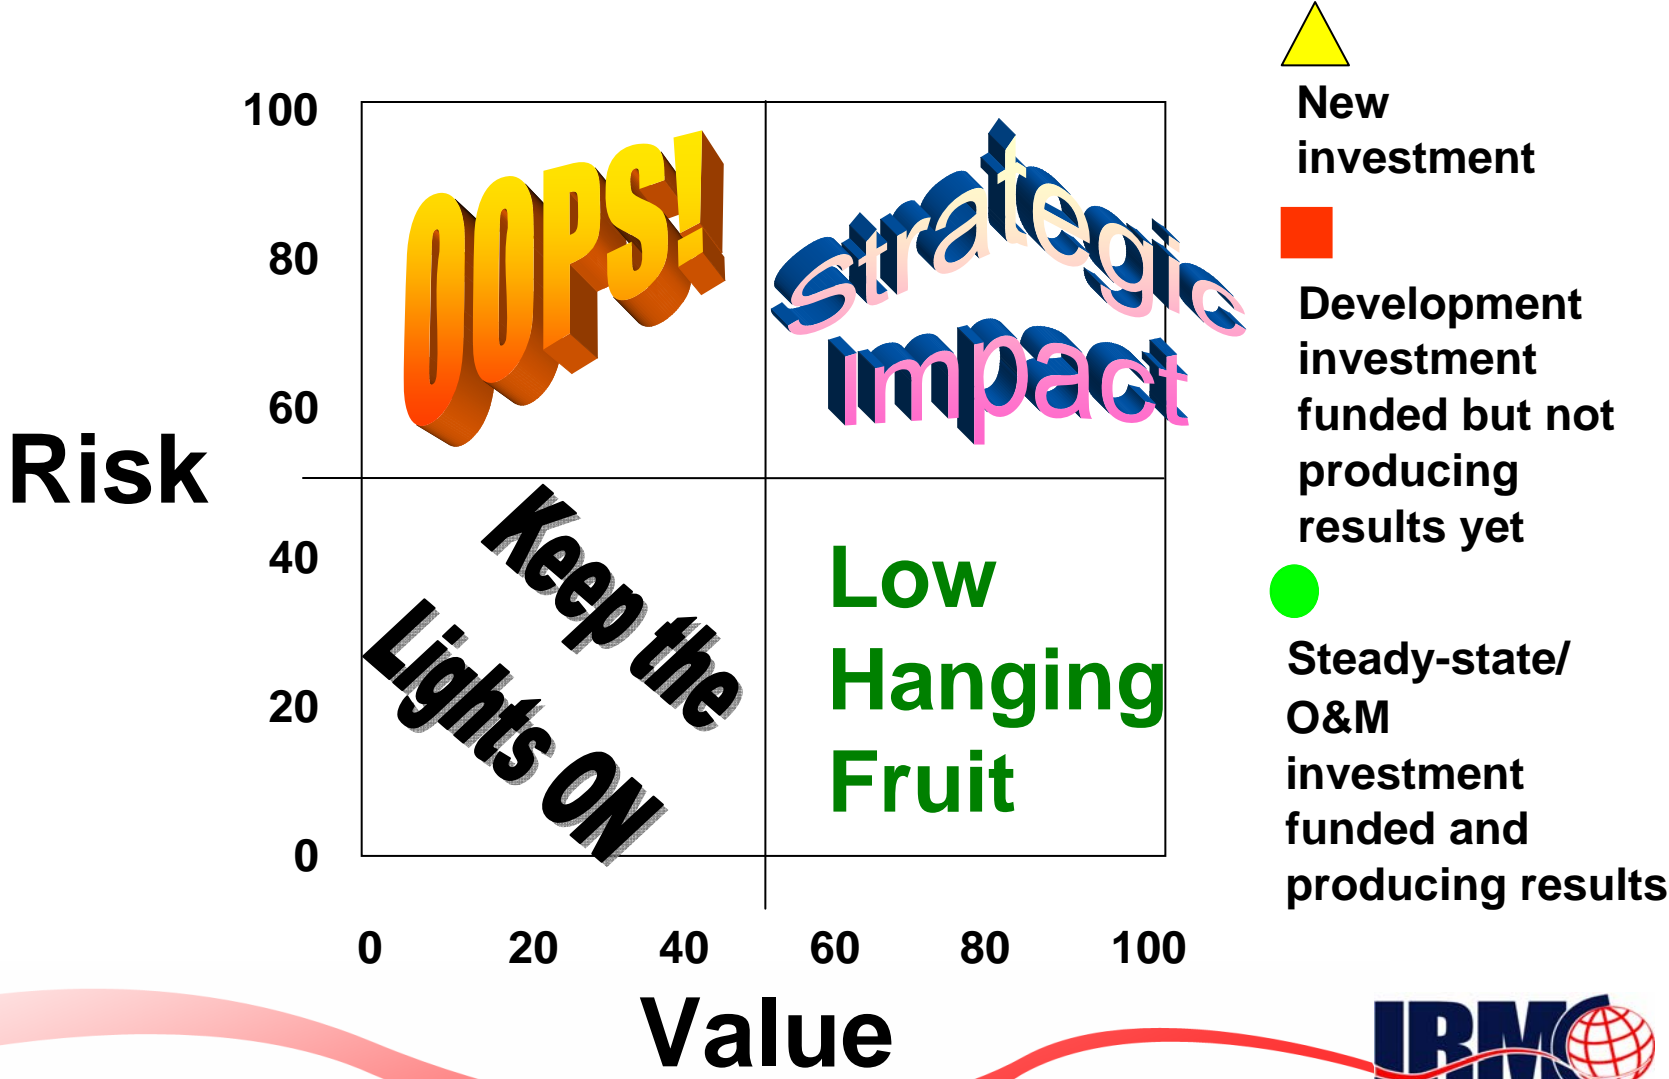 100
80
60
40
20
0
Risk
OOPS!
Strategic
Impact
Keep the
Lights ON
Low
Hanging
Fruit
0 20 40 60 80 100
Value
New
investment
Development
investment
funded but not
producing
results yet
Steady-state/
O&M
investment
funded and
producing results
IRMC